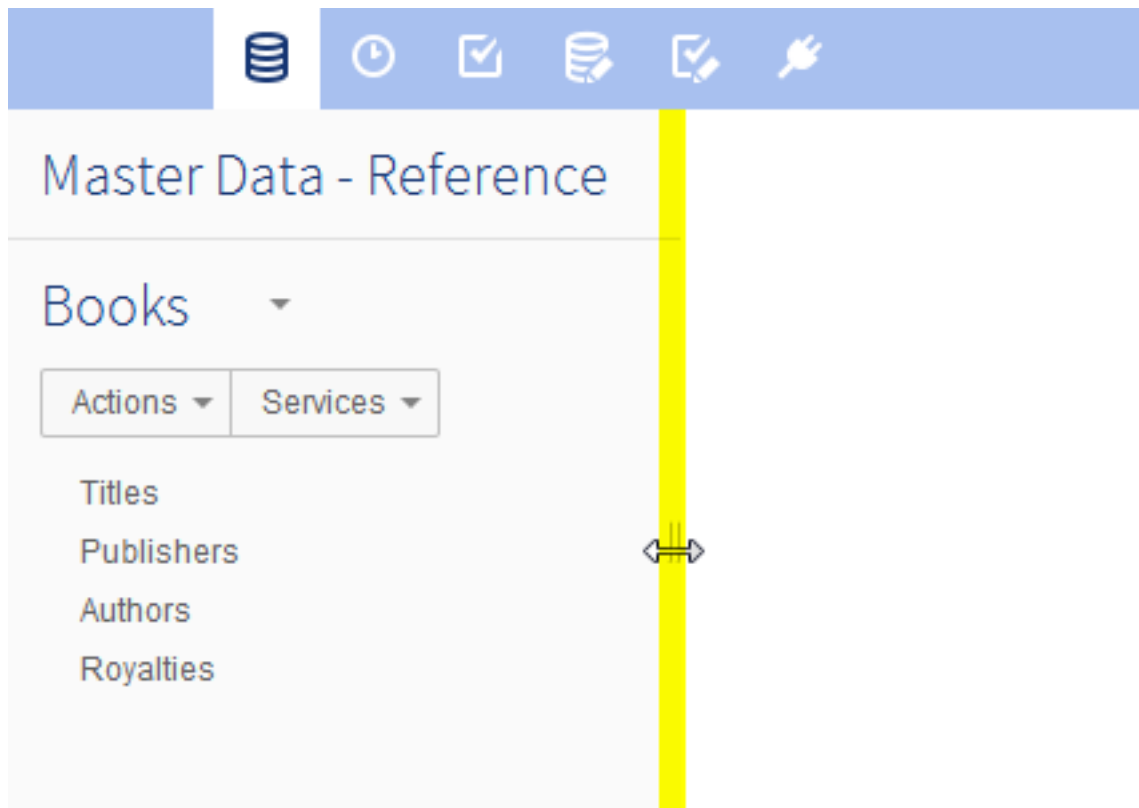 Master Data - Reference
Books
Actions Services
Titles
Publishers
Authors
Royalties